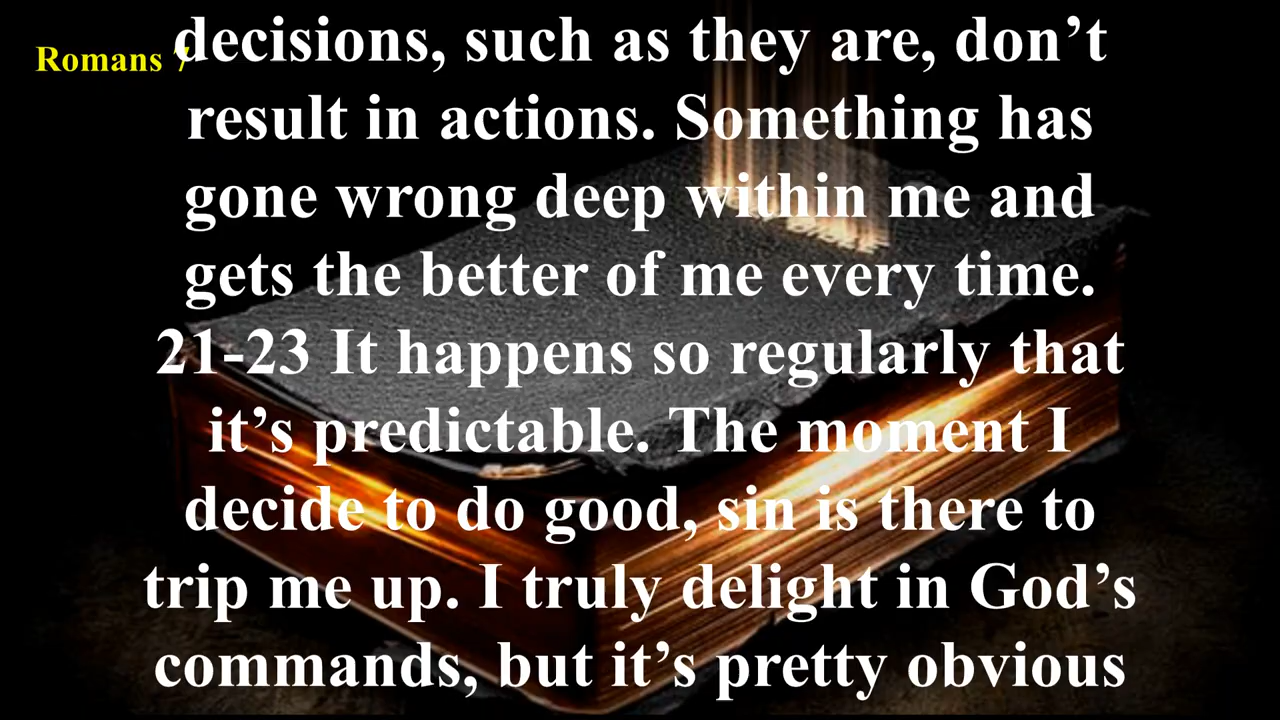 Romans 7
decisions, such as they are, don’t
result in actions. Something has
gone wrong deep within me and
gets the better of me every time.
21-23 It happens so regularly that
it’s predictable. The moment I
decide to do good, sin is there to
trip me up. I truly delight in God’s
commands, but it’s pretty obvious